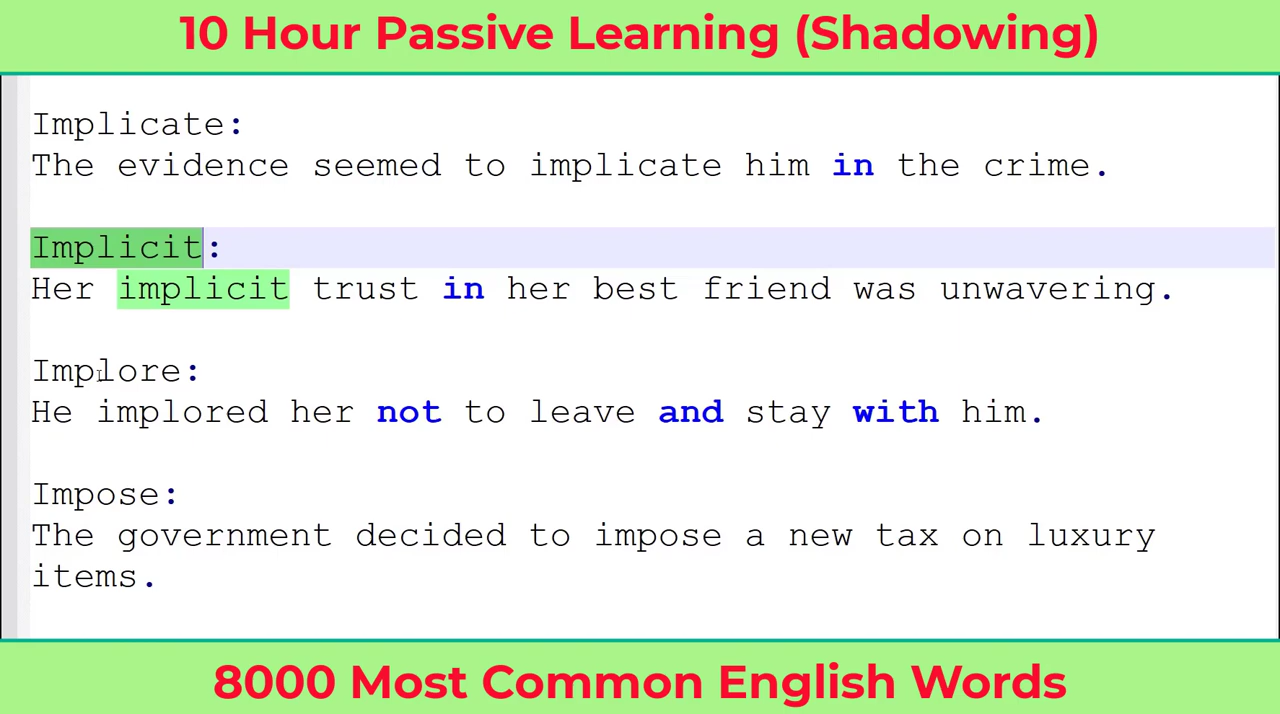 10 Hour Passive Learning (Shadowing)
Implicate:
The evidence seemed to implicate him in the crime.
Implicit:
Her implicit trust in her best friend was unwavering.
Implore:
He implored her not to leave and stay with him.
Impose:
The government decided to impose a new tax on luxury
items.
8000 Most Common English Words